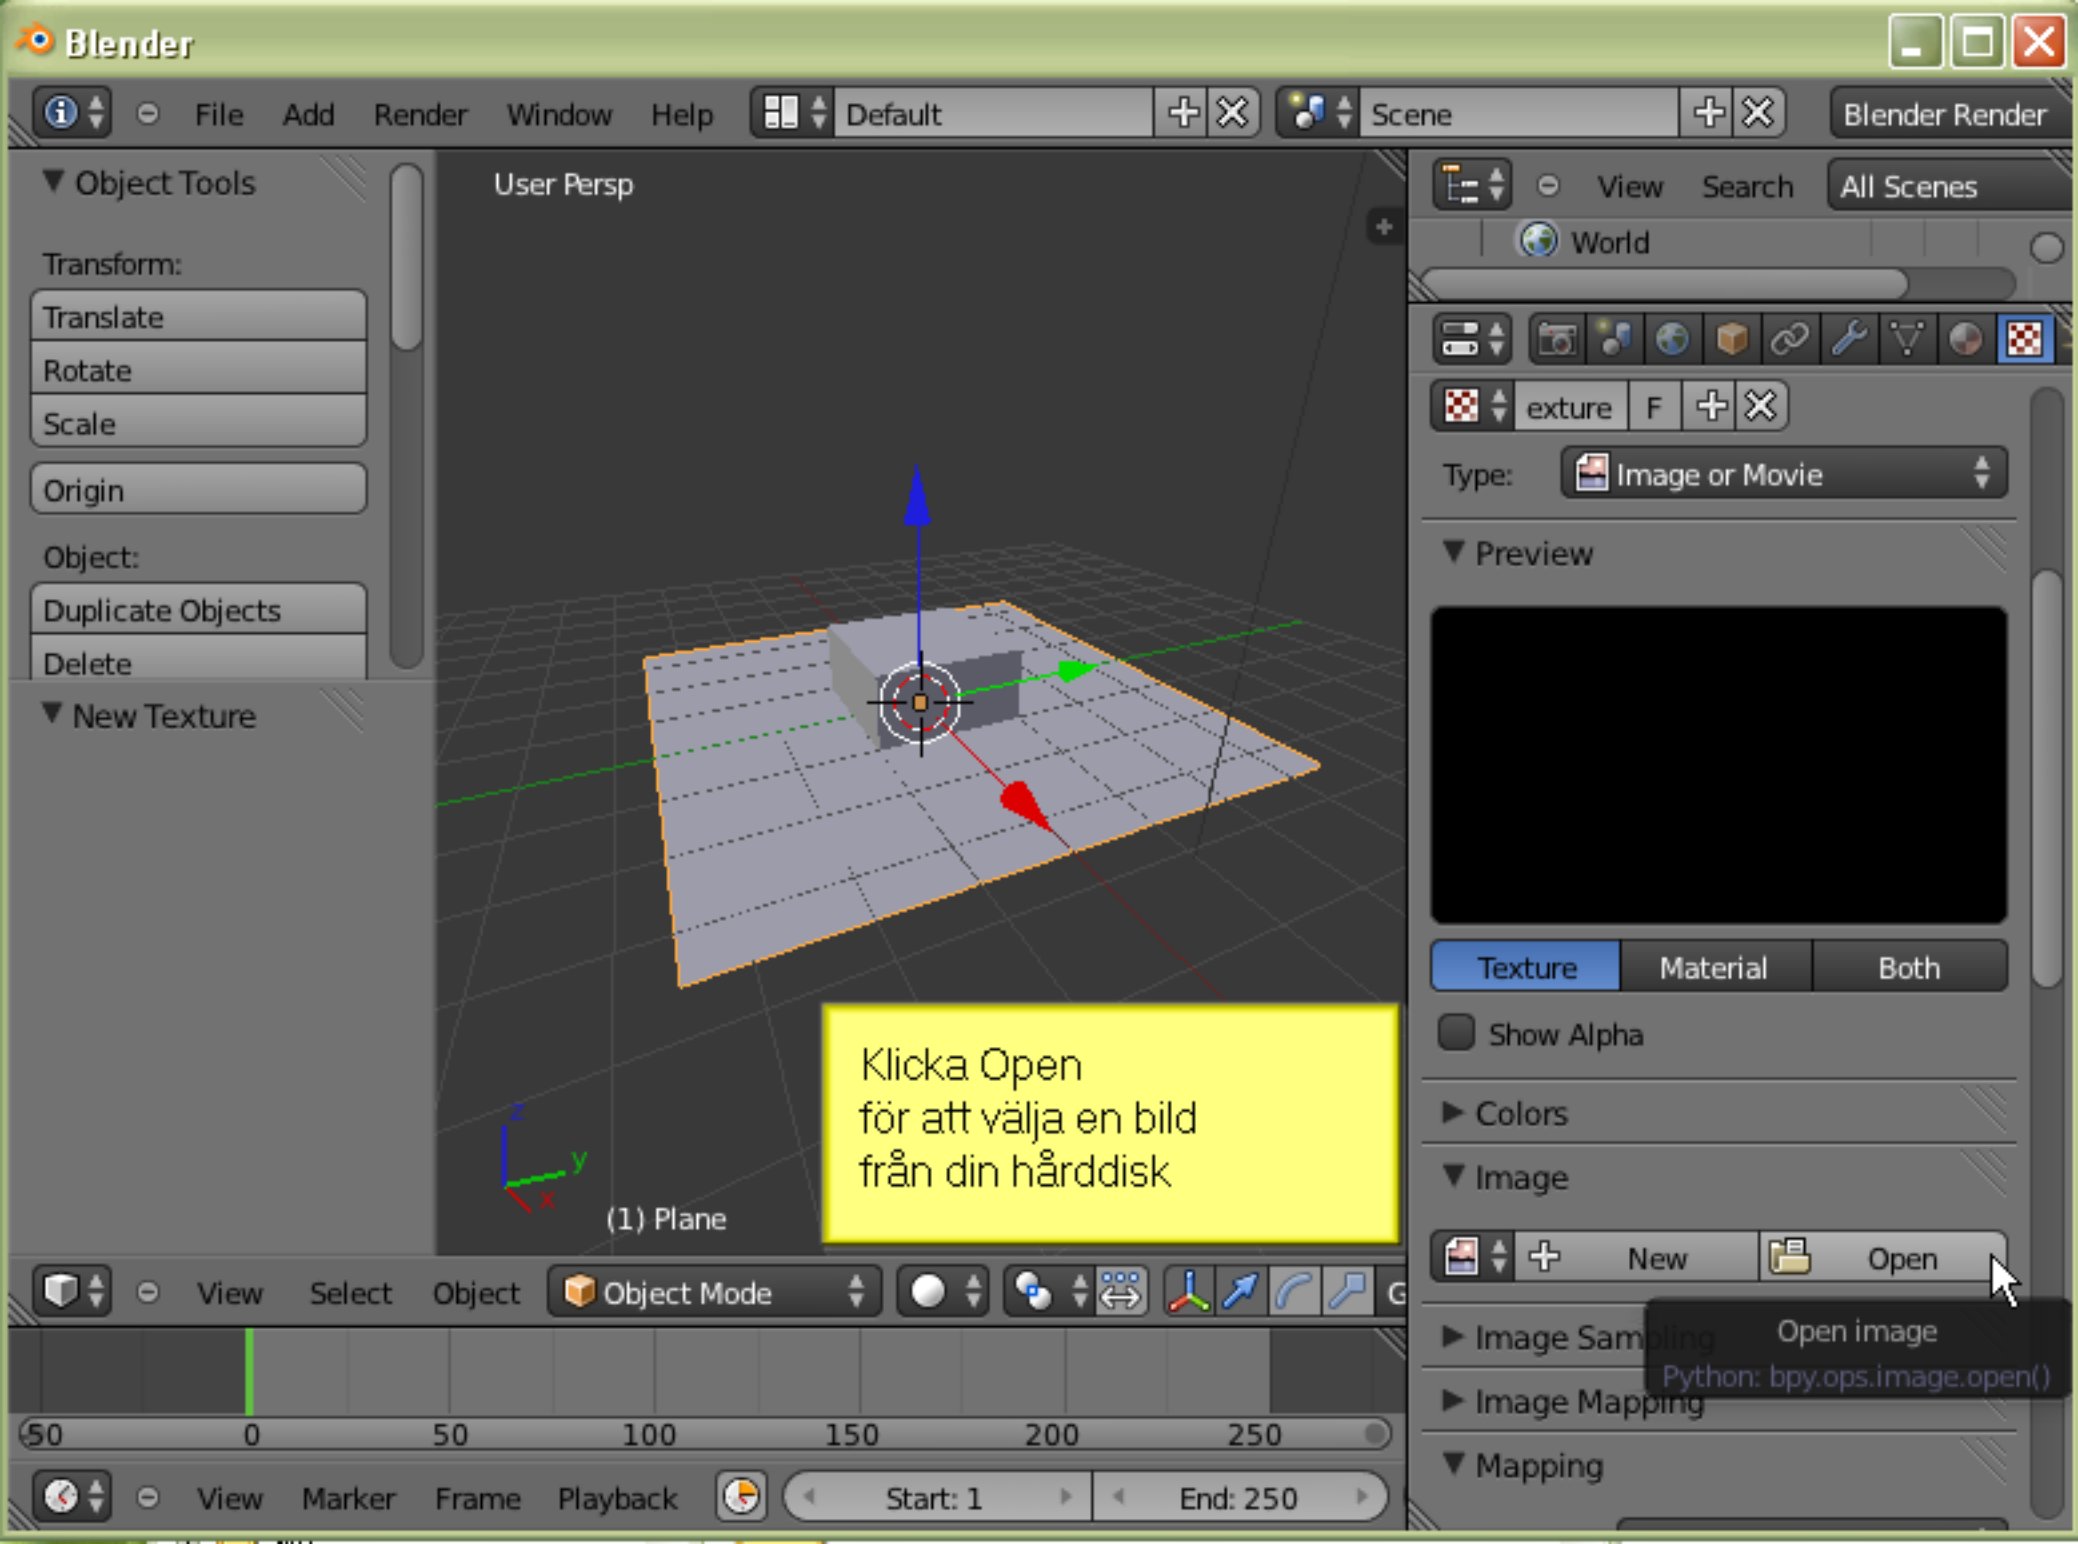 Blender
File Add Render Window Help Default Scene Blender Render
Object Tools
Transform:
Translate
Rotate
Scale
Origin
Object:
Duplicate Objects
Delete
New Texture
User Persp
z
y
x
(1) Plane
Klicka Open
för att välja en bild
från din hårddisk
View Select Object Object Mode G
-50 0 50 100 150 200 250
View Marker Frame Playback Start: 1 End: 250
View Search All Scenes
World
exture F
Type: Image or Movie
Preview
Texture Material Both
Show Alpha
Colors
Image
New Open
Open image
Python: bpy.ops.image.open()
Image Sampling
Image Mapping
Mapping